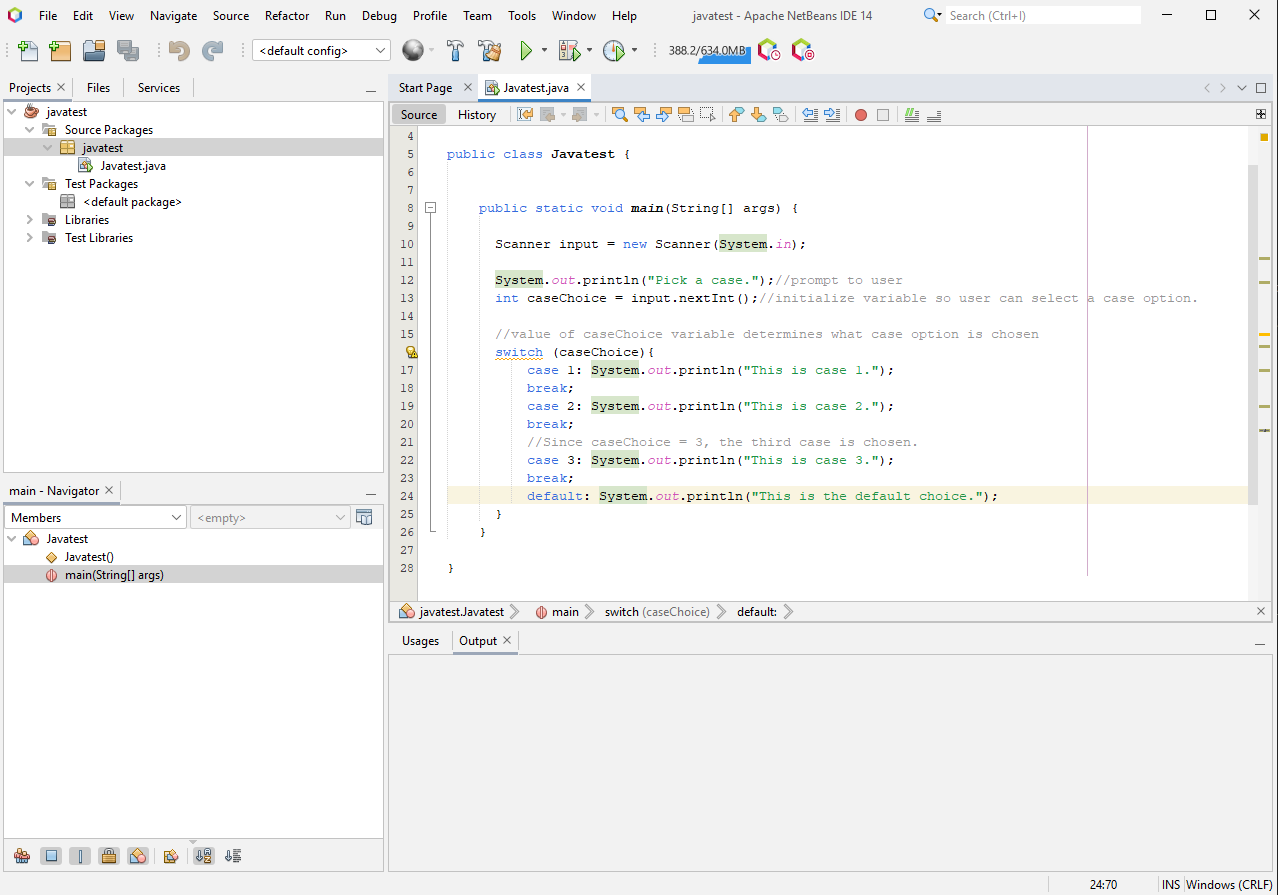 File Edit View Navigate Source Refactor Run Debug Profile Team Tools Window Help javatest - Apache NetBeans IDE 14 Search (Ctrl+I)
<default config> 388.2/634.0MB
Projects Files Services
javatest
Source Packages
javatest
Javatest.java
Test Packages
<default package>
Libraries
Test Libraries
main - Navigator
Members <empty>
Javatest
Javatest()
main(String[] args)
Start Page Javatest.java
Source History
4
5 public class Javatest {
6
7
8 public static void main(String[] args) {
9
10 Scanner input = new Scanner(System.in);
11
12 System.out.println("Pick a case.");//prompt to user
13 int caseChoice = input.nextInt();//initialize variable so user can select a case option.
14
15 //value of caseChoice variable determines what case option is chosen
switch (caseChoice){
17 case 1: System.out.println("This is case 1.");
18 break;
19 case 2: System.out.println("This is case 2.");
20 break;
21 //Since caseChoice = 3, the third case is chosen.
22 case 3: System.out.println("This is case 3.");
23 break;
24 default: System.out.println("This is the default choice.");
25 }
26 }
27
28 }
javatest.Javatest main switch (caseChoice) default:
Usages Output
24:70 INS Windows (CRLF)